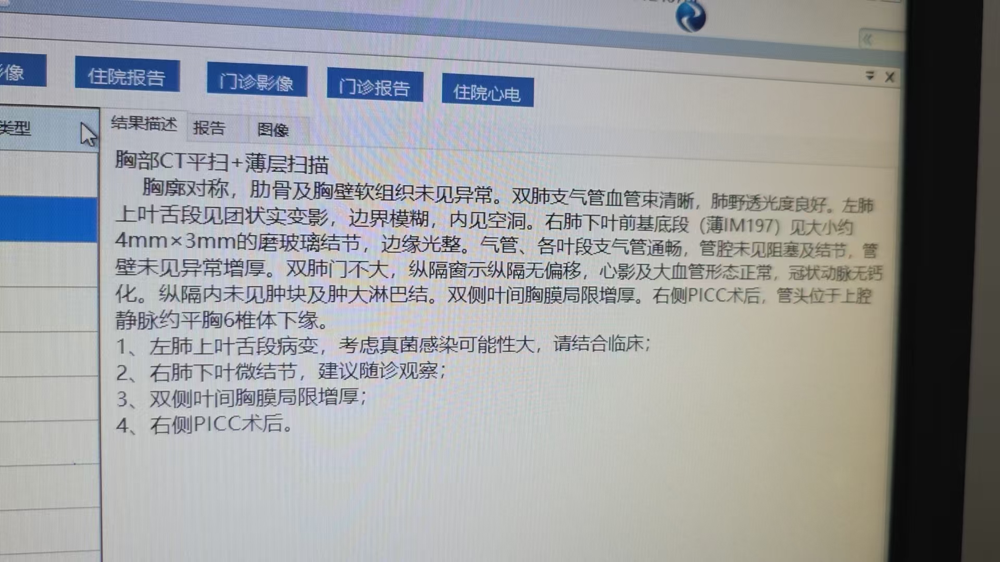 影像 住院报告 门诊影像 门诊报告 住院心电
类型 结果描述 报告 图像
胸部CT平扫+薄层扫描
胸廓对称，肋骨及胸壁软组织未见异常。双肺支气管血管束清晰，肺野透光度良好。左肺
上叶舌段见团状实变影，边界模糊，内见空洞。右肺下叶前基底段（薄IM197）见大小约
4mm×3mm的磨玻璃结节，边缘光整。气管、各叶段支气管通畅，管腔未见阻塞及结节，管
壁未见异常增厚。双肺门不大，纵隔窗示纵隔无偏移，心影及大血管形态正常，冠状动脉无钙
化。纵隔内未见肿块及肿大淋巴结。双侧叶间胸膜局限增厚。右侧PICC术后，管头位于上腔
静脉约平胸6椎体下缘。
1、左肺上叶舌段病变，考虑真菌感染可能性大，请结合临床；
2、右肺下叶微结节，建议随诊观察；
3、双侧叶间胸膜局限增厚；
4、右侧PICC术后。